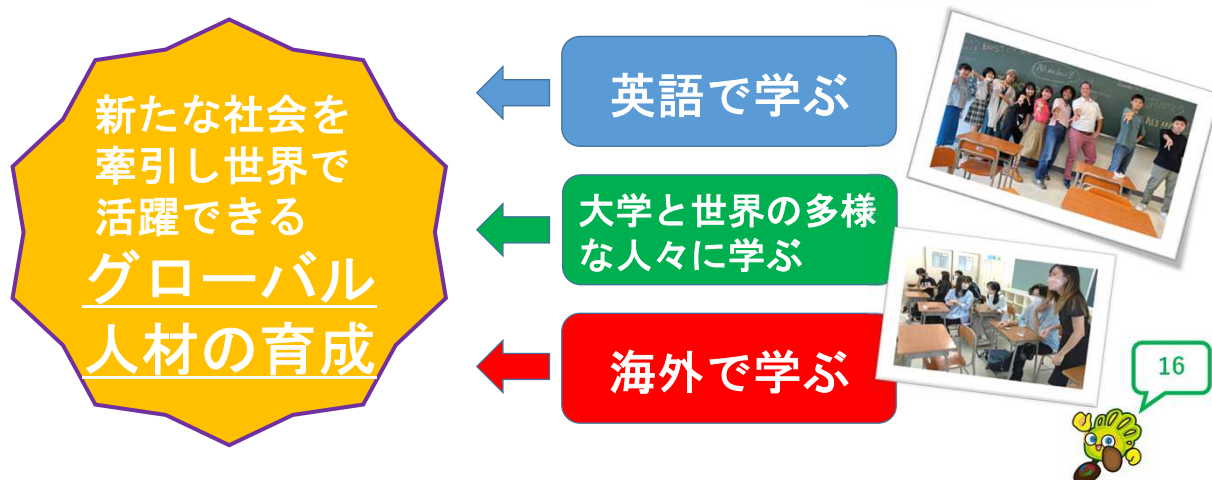 新たな社会を
牽引し世界で
活躍できる
グローバル
人材の育成
英語で学ぶ
大学と世界の多様
な人々に学ぶ
海外で学ぶ
16